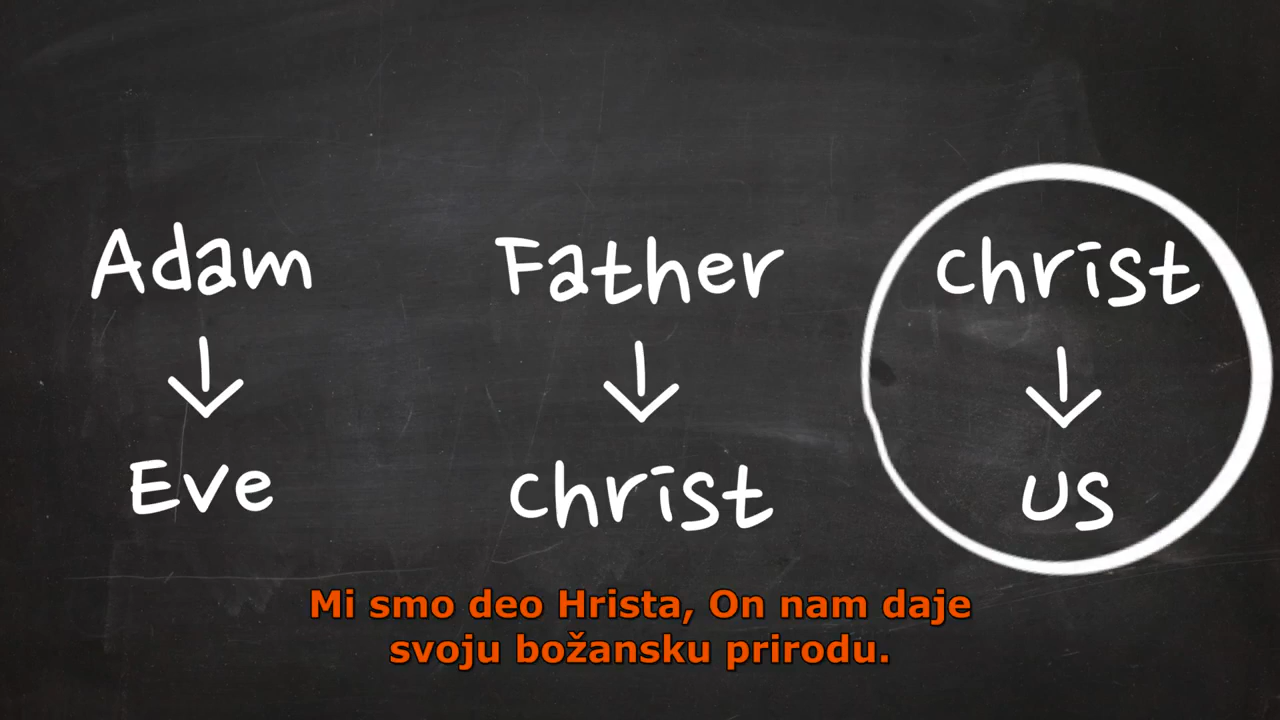 Adam Father Christ
Eve Christ us
Mi smo deo Hrista, On nam daje
svoju božansku prirodu.